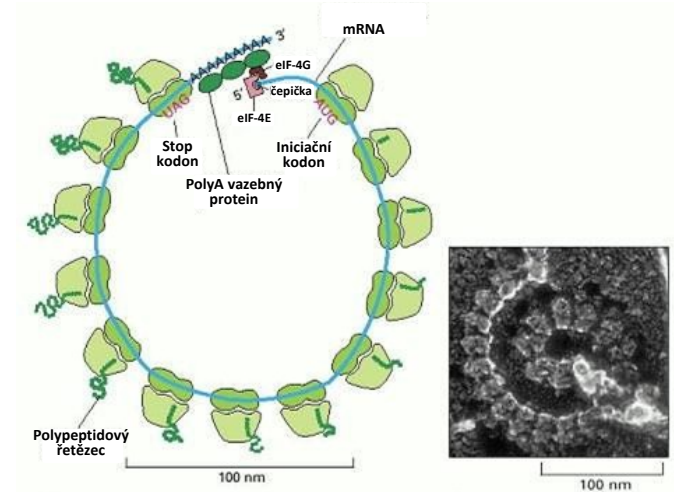 mRNA
AAAAAAAAA 3'
eIF-4G
5' čepička
eIF-4E
UAG
AUG
Stop
kodon
Iniciační
kodon
PolyA vazebný
protein
Polypeptidový
řetězec
100 nm
100 nm